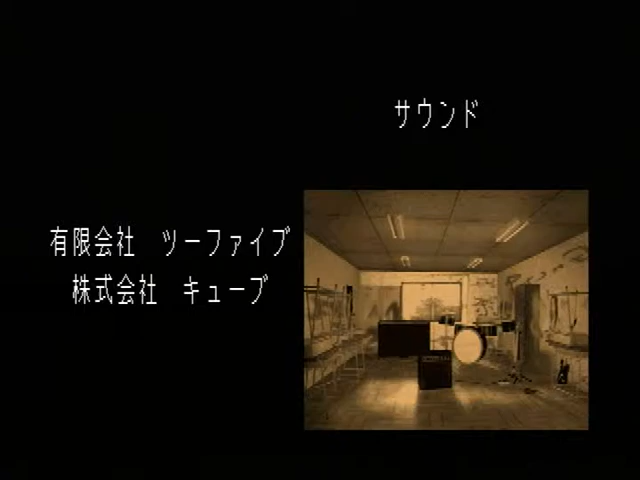 サウンド
有限会社　ツーファイブ
株式会社　キューブ